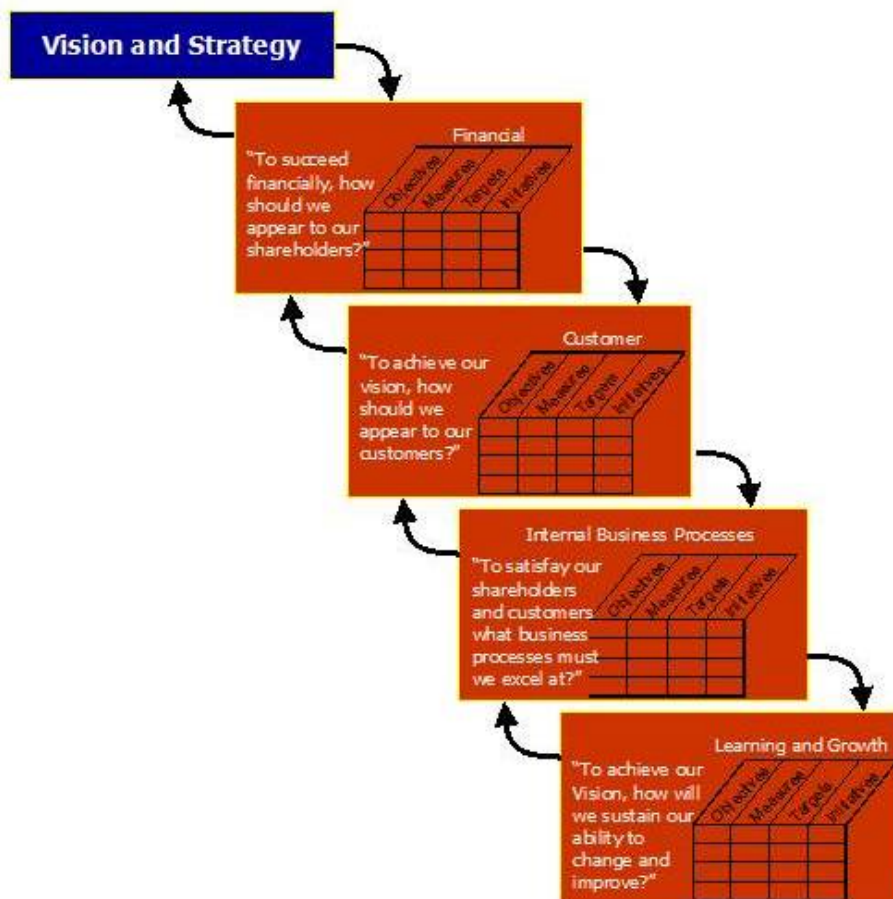 Vision and Strategy
Financial
"To succeed
financially, how
should we
appear to our
shareholders?"
Objectives
Measures
Targets
Initiatives
Customer
"To achieve our
vision, how
should we
appear to our
customers?"
Objectives
Measures
Targets
Initiatives
Internal Business Processes
"To satisfay our
shareholders
and customers
what business
processes must
we excel at?"
Objectives
Measures
Targets
Initiatives
Learning and Growth
"To achieve our
Vision, how will
we sustain our
ability to
change and
improve?"
Objectives
Measures
Targets
Initiatives